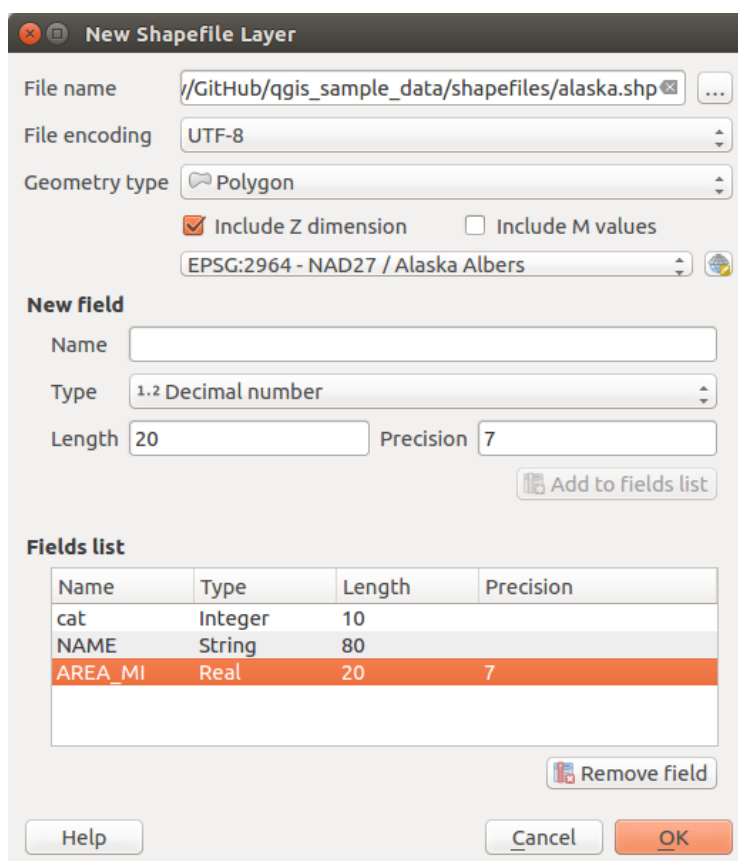 New Shapefile Layer
File name //GitHub/qgis_sample_data/shapefiles/alaska.shp ...
File encoding UTF-8
Geometry type Polygon
Include Z dimension Include M values
EPSG:2964 - NAD27 / Alaska Albers
New field
Name
Type 1.2 Decimal number
Length 20 Precision 7
Add to fields list
Fields list
Name Type Length Precision
cat Integer 10
NAME String 80
AREA_MI Real 20 7
Remove field
Help Cancel OK